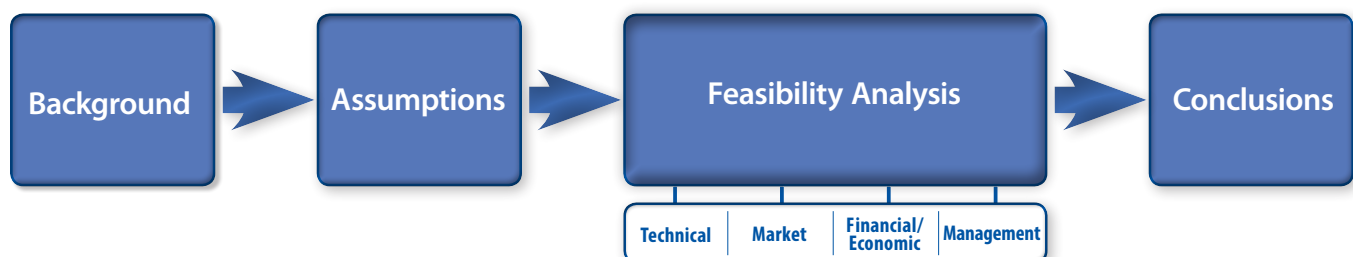 Background
Assumptions
Feasibility Analysis
Conclusions
Technical
Market
Financial/
Economic
Management